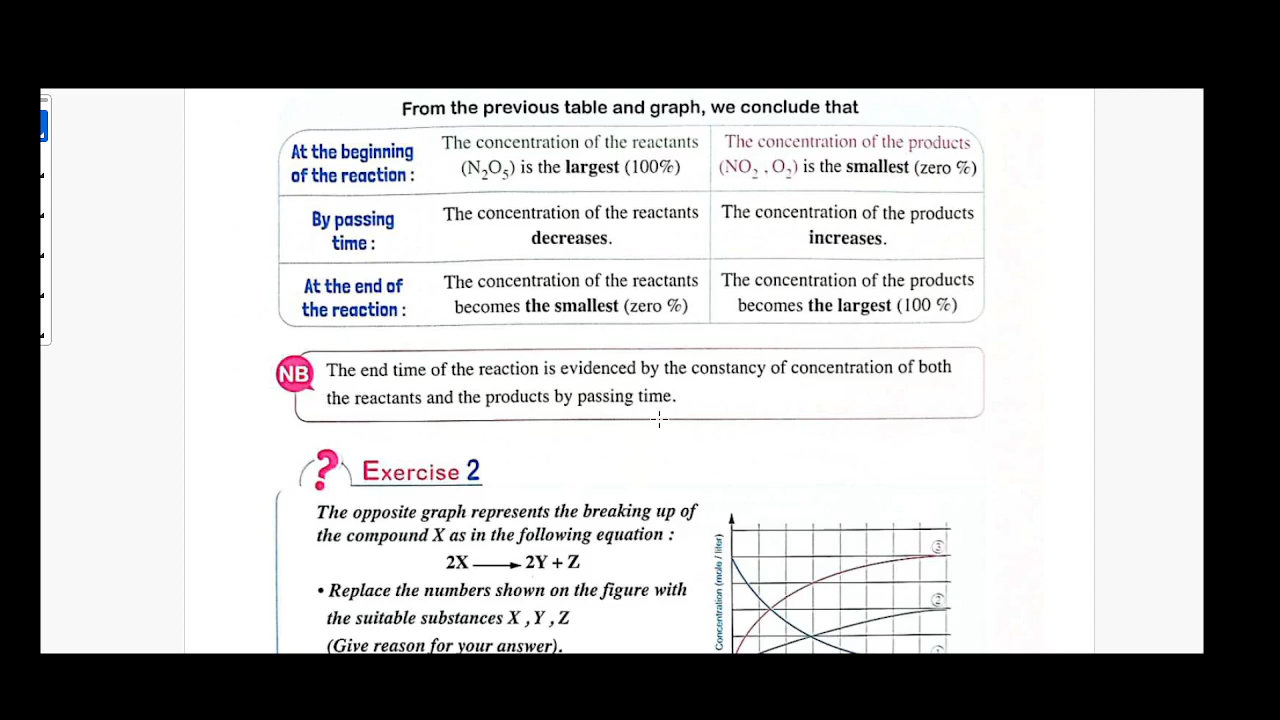 From the previous table and graph, we conclude that
At the beginning
of the reaction :
The concentration of the reactants
(N₂O₅) is the largest (100%)
The concentration of the products
(NO₂ , O₂) is the smallest (zero %)
By passing
time :
The concentration of the reactants
decreases.
The concentration of the products
increases.
At the end of
the reaction :
The concentration of the reactants
becomes the smallest (zero %)
The concentration of the products
becomes the largest (100 %)
NB
The end time of the reaction is evidenced by the constancy of concentration of both
the reactants and the products by passing time.
?
Exercise 2
The opposite graph represents the breaking up of
the compound X as in the following equation :
2X ⟶ 2Y + Z
• Replace the numbers shown on the figure with
the suitable substances X , Y , Z
(Give reason for your answer).
Concentration (mole / liter)
③
②